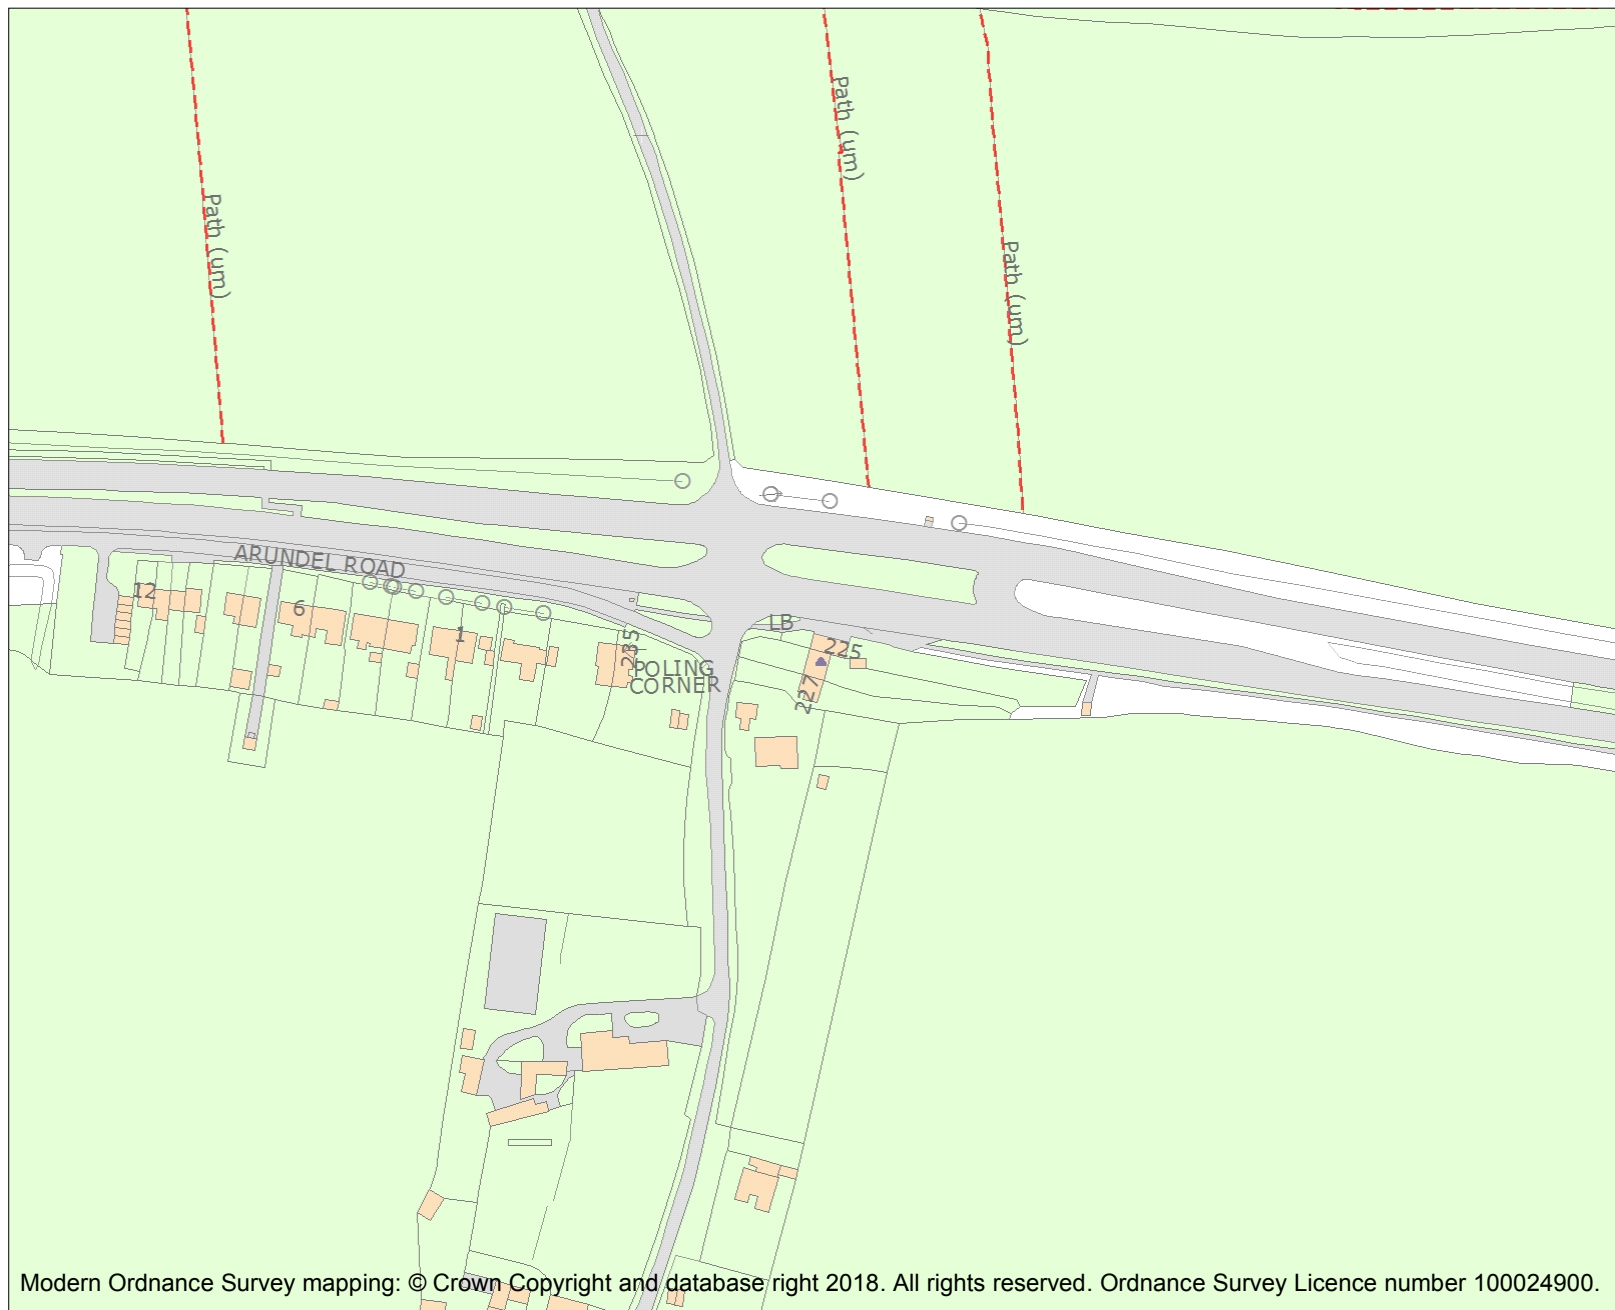 Path (um)
Path (um)
Path (um)
ARUNDEL ROAD
12
6
1
235
POLING
CORNER
LB
225
227
Modern Ordnance Survey mapping: © Crown Copyright and database right 2018. All rights reserved. Ordnance Survey Licence number 100024900.